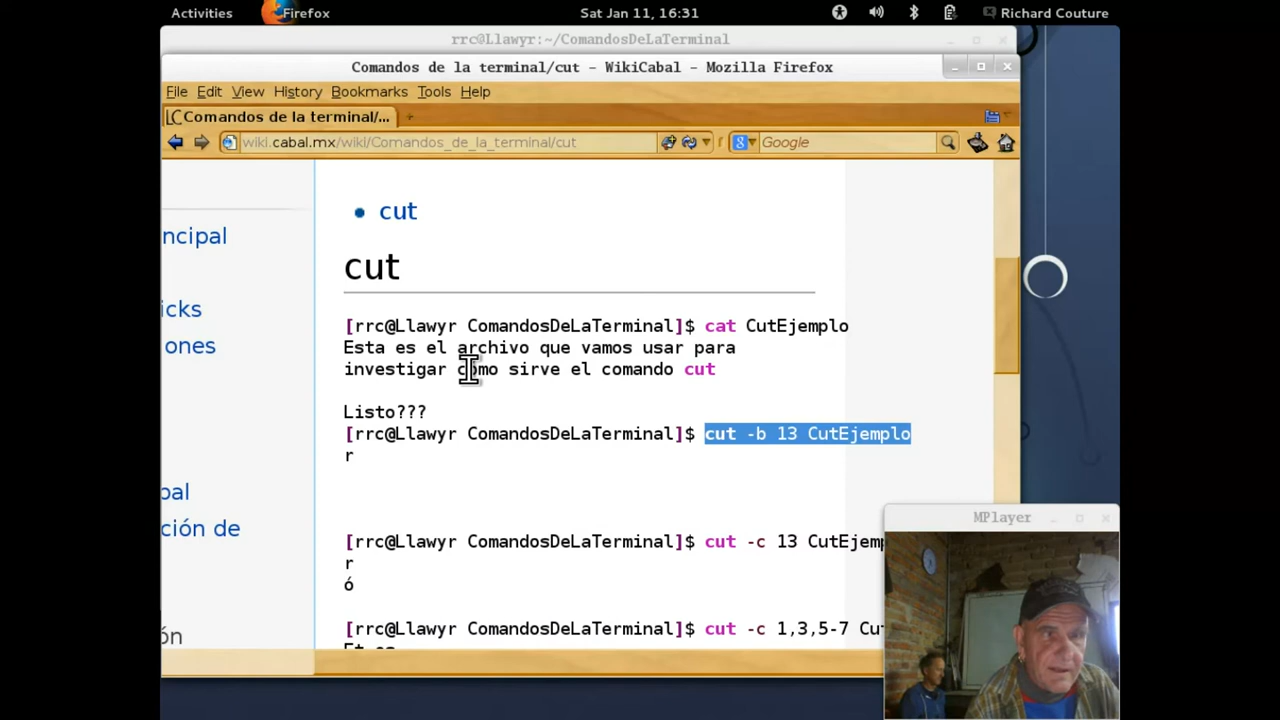 Activities Firefox Sat Jan 11, 16:31 Richard Couture
rrc@Llawyr:~/ComandosDeLaTerminal
Comandos de la terminal/cut - WikiCabal - Mozilla Firefox
File Edit View History Bookmarks Tools Help
Comandos de la terminal/...
wiki.cabal.mx/wiki/Comandos_de_la_terminal/cut Google
• cut
ncipal
cut
icks
[rrc@Llawyr ComandosDeLaTerminal]$ cat CutEjemplo
ones Esta es el archivo que vamos usar para
investigar cómo sirve el comando cut
Listo???
[rrc@Llawyr ComandosDeLaTerminal]$ cut -b 13 CutEjemplo
r
pal
MPlayer
ción de
[rrc@Llawyr ComandosDeLaTerminal]$ cut -c 13 CutEjemp
r
ó
[rrc@Llawyr ComandosDeLaTerminal]$ cut -c 1,3,5-7 Cut
ón